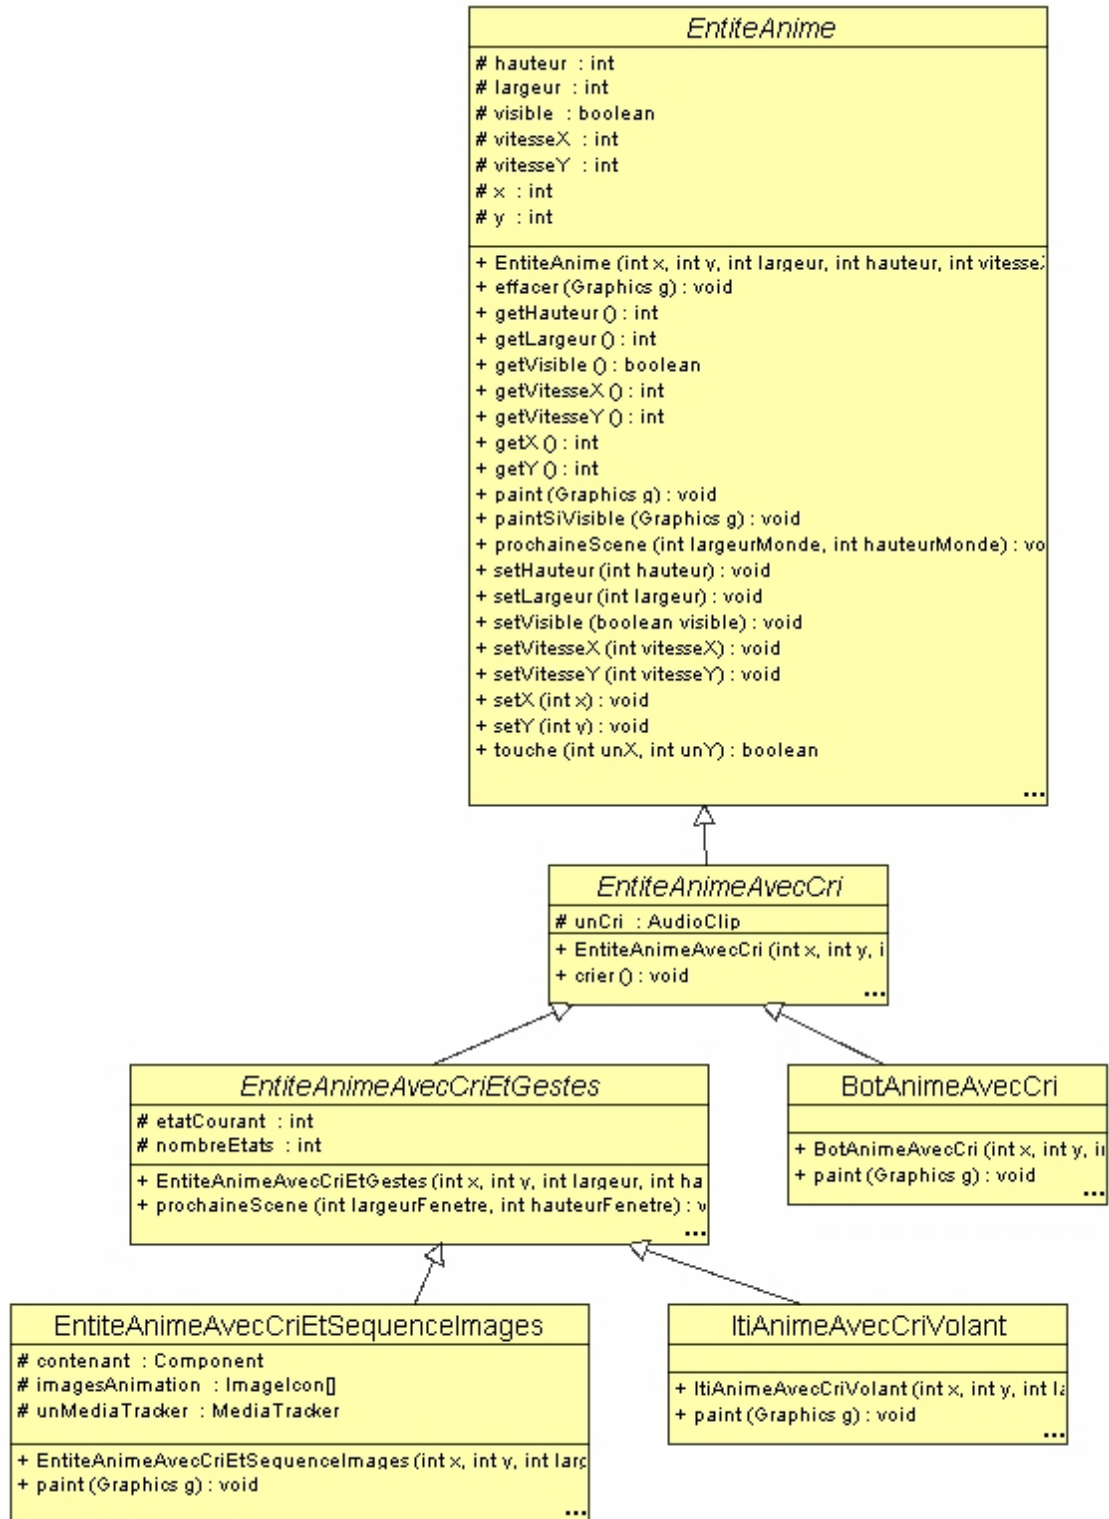 EntiteAnime
# hauteur : int
# largeur : int
# visible : boolean
# vitesseX : int
# vitesseY : int
# x : int
# y : int
+ EntiteAnime (int x, int y, int largeur, int hauteur, int vitesse
+ effacer (Graphics g) : void
+ getHauteur () : int
+ getLargeur () : int
+ getVisible () : boolean
+ getVitesseX () : int
+ getVitesseY () : int
+ getX () : int
+ getY () : int
+ paint (Graphics g) : void
+ paintSiVisible (Graphics g) : void
+ prochaineScene (int largeurMonde, int hauteurMonde) : vo
+ setHauteur (int hauteur) : void
+ setLargeur (int largeur) : void
+ setVisible (boolean visible) : void
+ setVitesseX (int vitesseX) : void
+ setVitesseY (int vitesseY) : void
+ setX (int x) : void
+ setY (int y) : void
+ touche (int unX, int unY) : boolean
...
EntiteAnimeAvecCri
# unCri : AudioClip
+ EntiteAnimeAvecCri (int x, int y, i
+ crier () : void
...
EntiteAnimeAvecCriEtGestes
# etatCourant : int
# nombreEtats : int
+ EntiteAnimeAvecCriEtGestes (int x, int y, int largeur, int ha
+ prochaineScene (int largeurFenetre, int hauteurFenetre) : v
...
BotAnimeAvecCri
+ BotAnimeAvecCri (int x, int y, in
+ paint (Graphics g) : void
...
EntiteAnimeAvecCriEtSequenceImages
# contenant : Component
# imagesAnimation : ImageIcon[]
# unMediaTracker : MediaTracker
+ EntiteAnimeAvecCriEtSequenceImages (int x, int y, int larg
+ paint (Graphics g) : void
...
ItiAnimeAvecCriVolant
+ ItiAnimeAvecCriVolant (int x, int y, int la
+ paint (Graphics g) : void
...